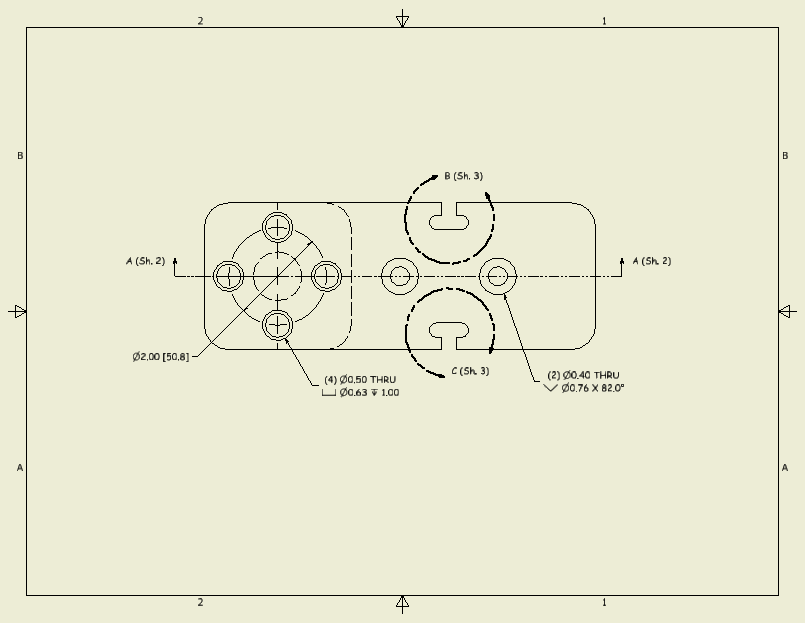 2
1
B
B
B (Sh. 3)
A (Sh. 2)
A (Sh. 2)
Ø2.00 [50.8]
C (Sh. 3)
(4) Ø0.50 THRU
⌴ Ø0.63 ↧ 1.00
(2) Ø0.40 THRU
⌵ Ø0.76 X 82.0°
A
A
2
1